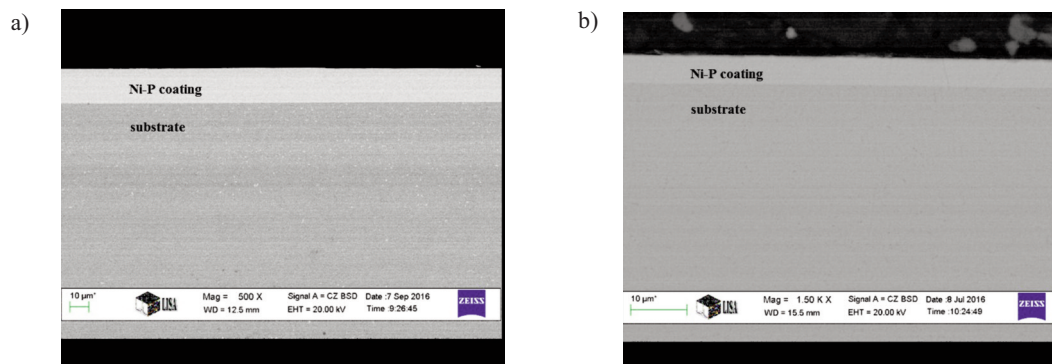 a)
Ni-P coating
substrate
10 µm*
LISA
Mag = 500 X
WD = 12.5 mm
Signal A = CZ BSD
EHT = 20.00 kV
Date :7 Sep 2016
Time :9:26:45
ZEISS
b)
Ni-P coating
substrate
10 µm*
LISA
Mag = 1.50 K X
WD = 15.5 mm
Signal A = CZ BSD
EHT = 20.00 kV
Date :8 Jul 2016
Time :10:24:49
ZEISS